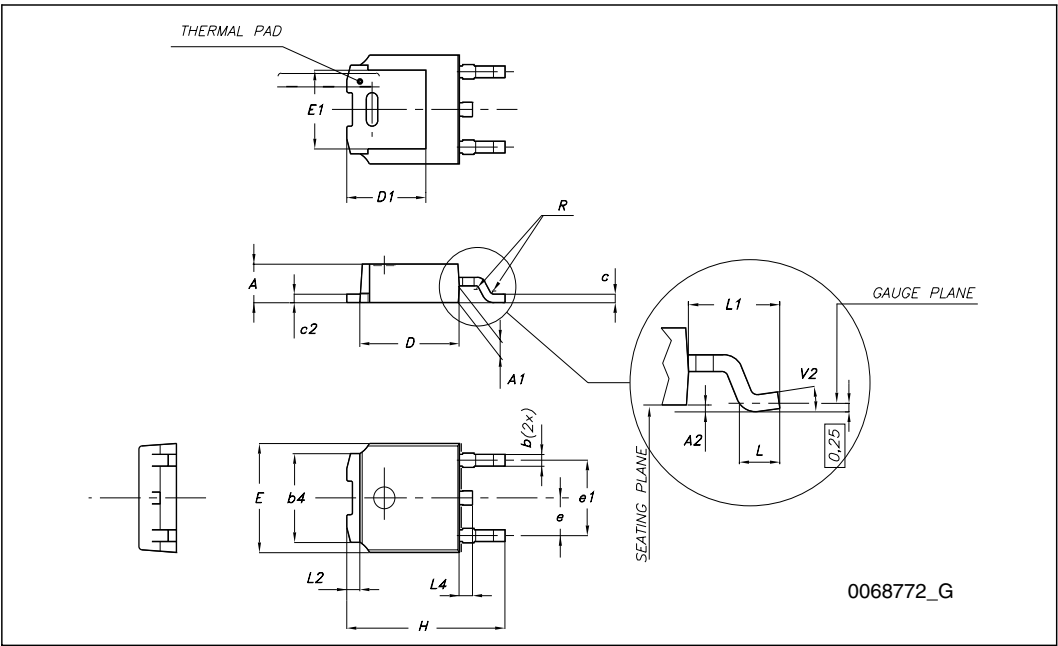 THERMAL PAD
E1
D1
R
A
c
c2
D
A1
L1
GAUGE PLANE
V2
A2
L
0,25
SEATING PLANE
b(2x)
E
b4
e1
e
L2
L4
H
0068772_G